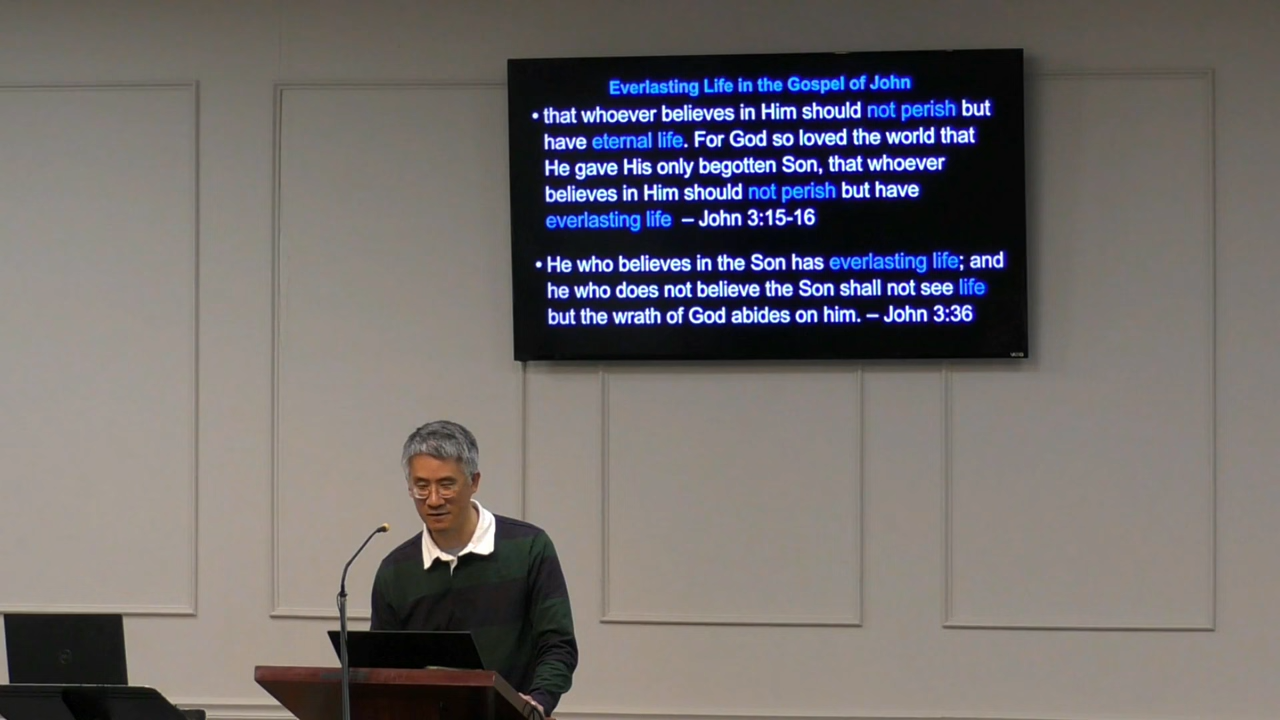 Everlasting Life in the Gospel of John
• that whoever believes in Him should not perish but
have eternal life. For God so loved the world that
He gave His only begotten Son, that whoever
believes in Him should not perish but have
everlasting life – John 3:15-16
• He who believes in the Son has everlasting life; and
he who does not believe the Son shall not see life
but the wrath of God abides on him. – John 3:36